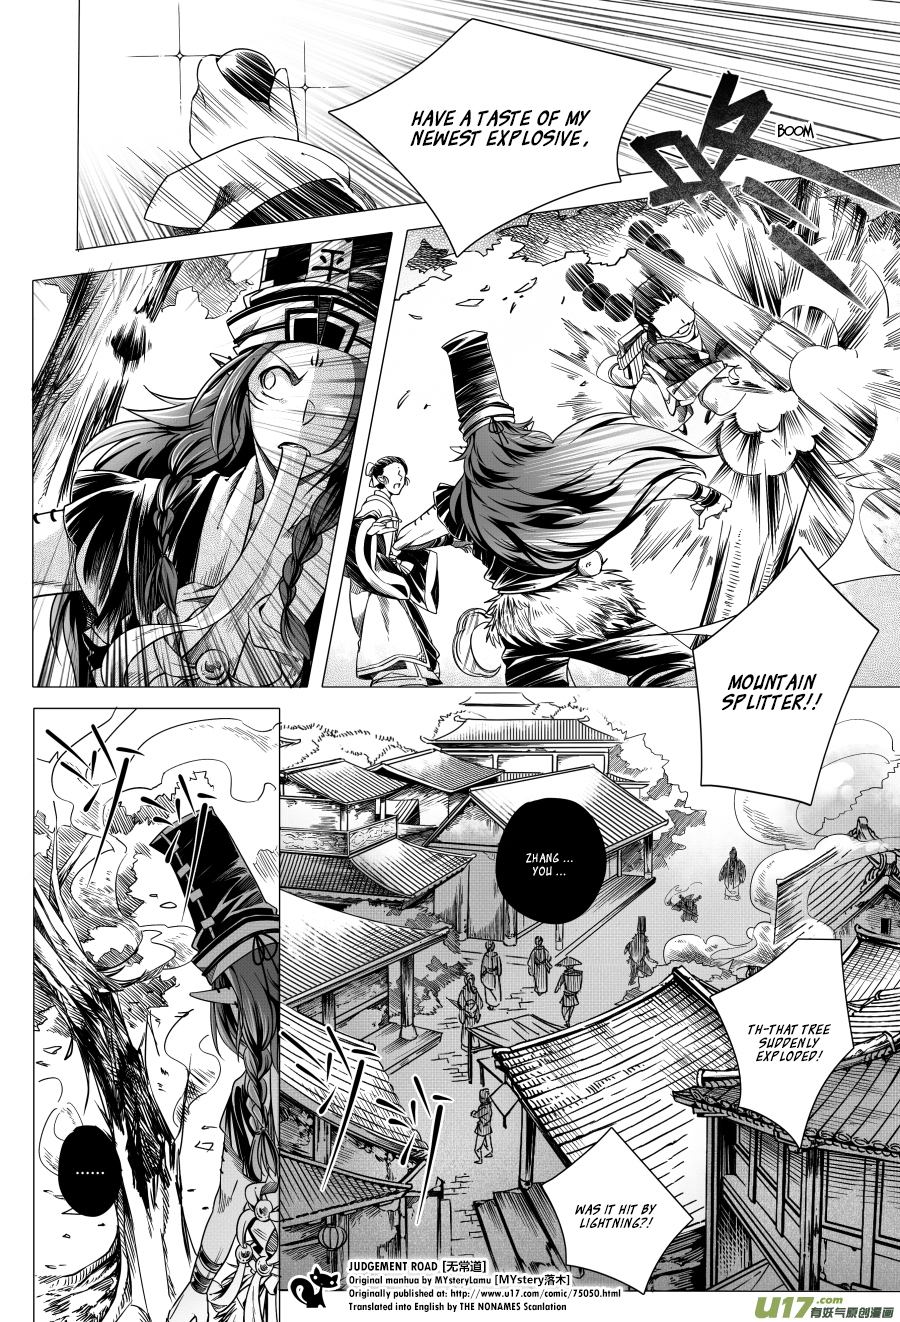 HAVE A TASTE OF MY
NEWEST EXPLOSIVE,
BOOM
平
MOUNTAIN
SPLITTER!!
ZHANG ...
YOU ...
TH-THAT TREE
SUDDENLY
EXPLODED!
......
WAS IT HIT BY
LIGHTNING?!
JUDGEMENT ROAD [无常道]
Original manhua by MYsteryLamu [MYstery落木]
Originally published at: http://www.u17.com/comic/75050.html
Translated into English by THE NONAMES Scanlation
U17.com
有妖气原创漫画